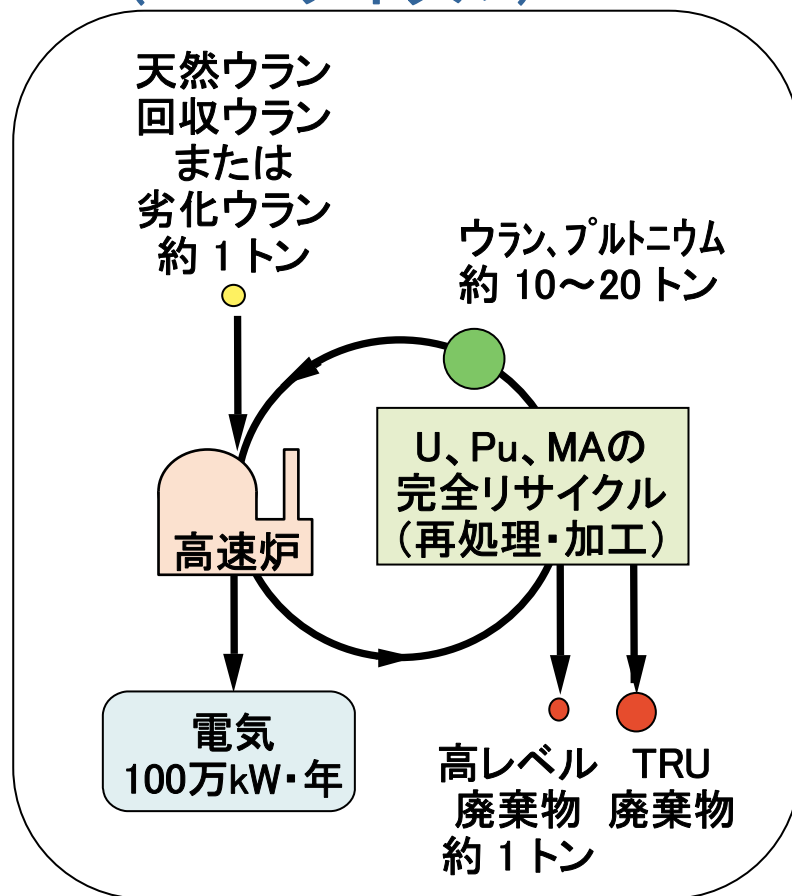 天然ウラン
回収ウラン
または
劣化ウラン
約 1 トン
ウラン、プルトニウム
約 10～20 トン
U、Pu、MAの
完全リサイクル
（再処理・加工）
高速炉
電気
100万kW・年
高レベル
廃棄物
約 1 トン
TRU
廃棄物